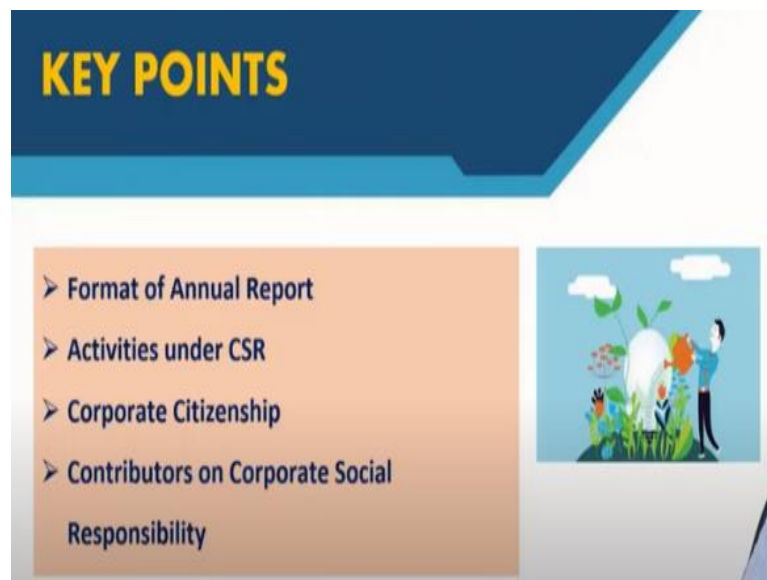 KEY POINTS
➢ Format of Annual Report
➢ Activities under CSR
➢ Corporate Citizenship
➢ Contributors on Corporate Social
Responsibility